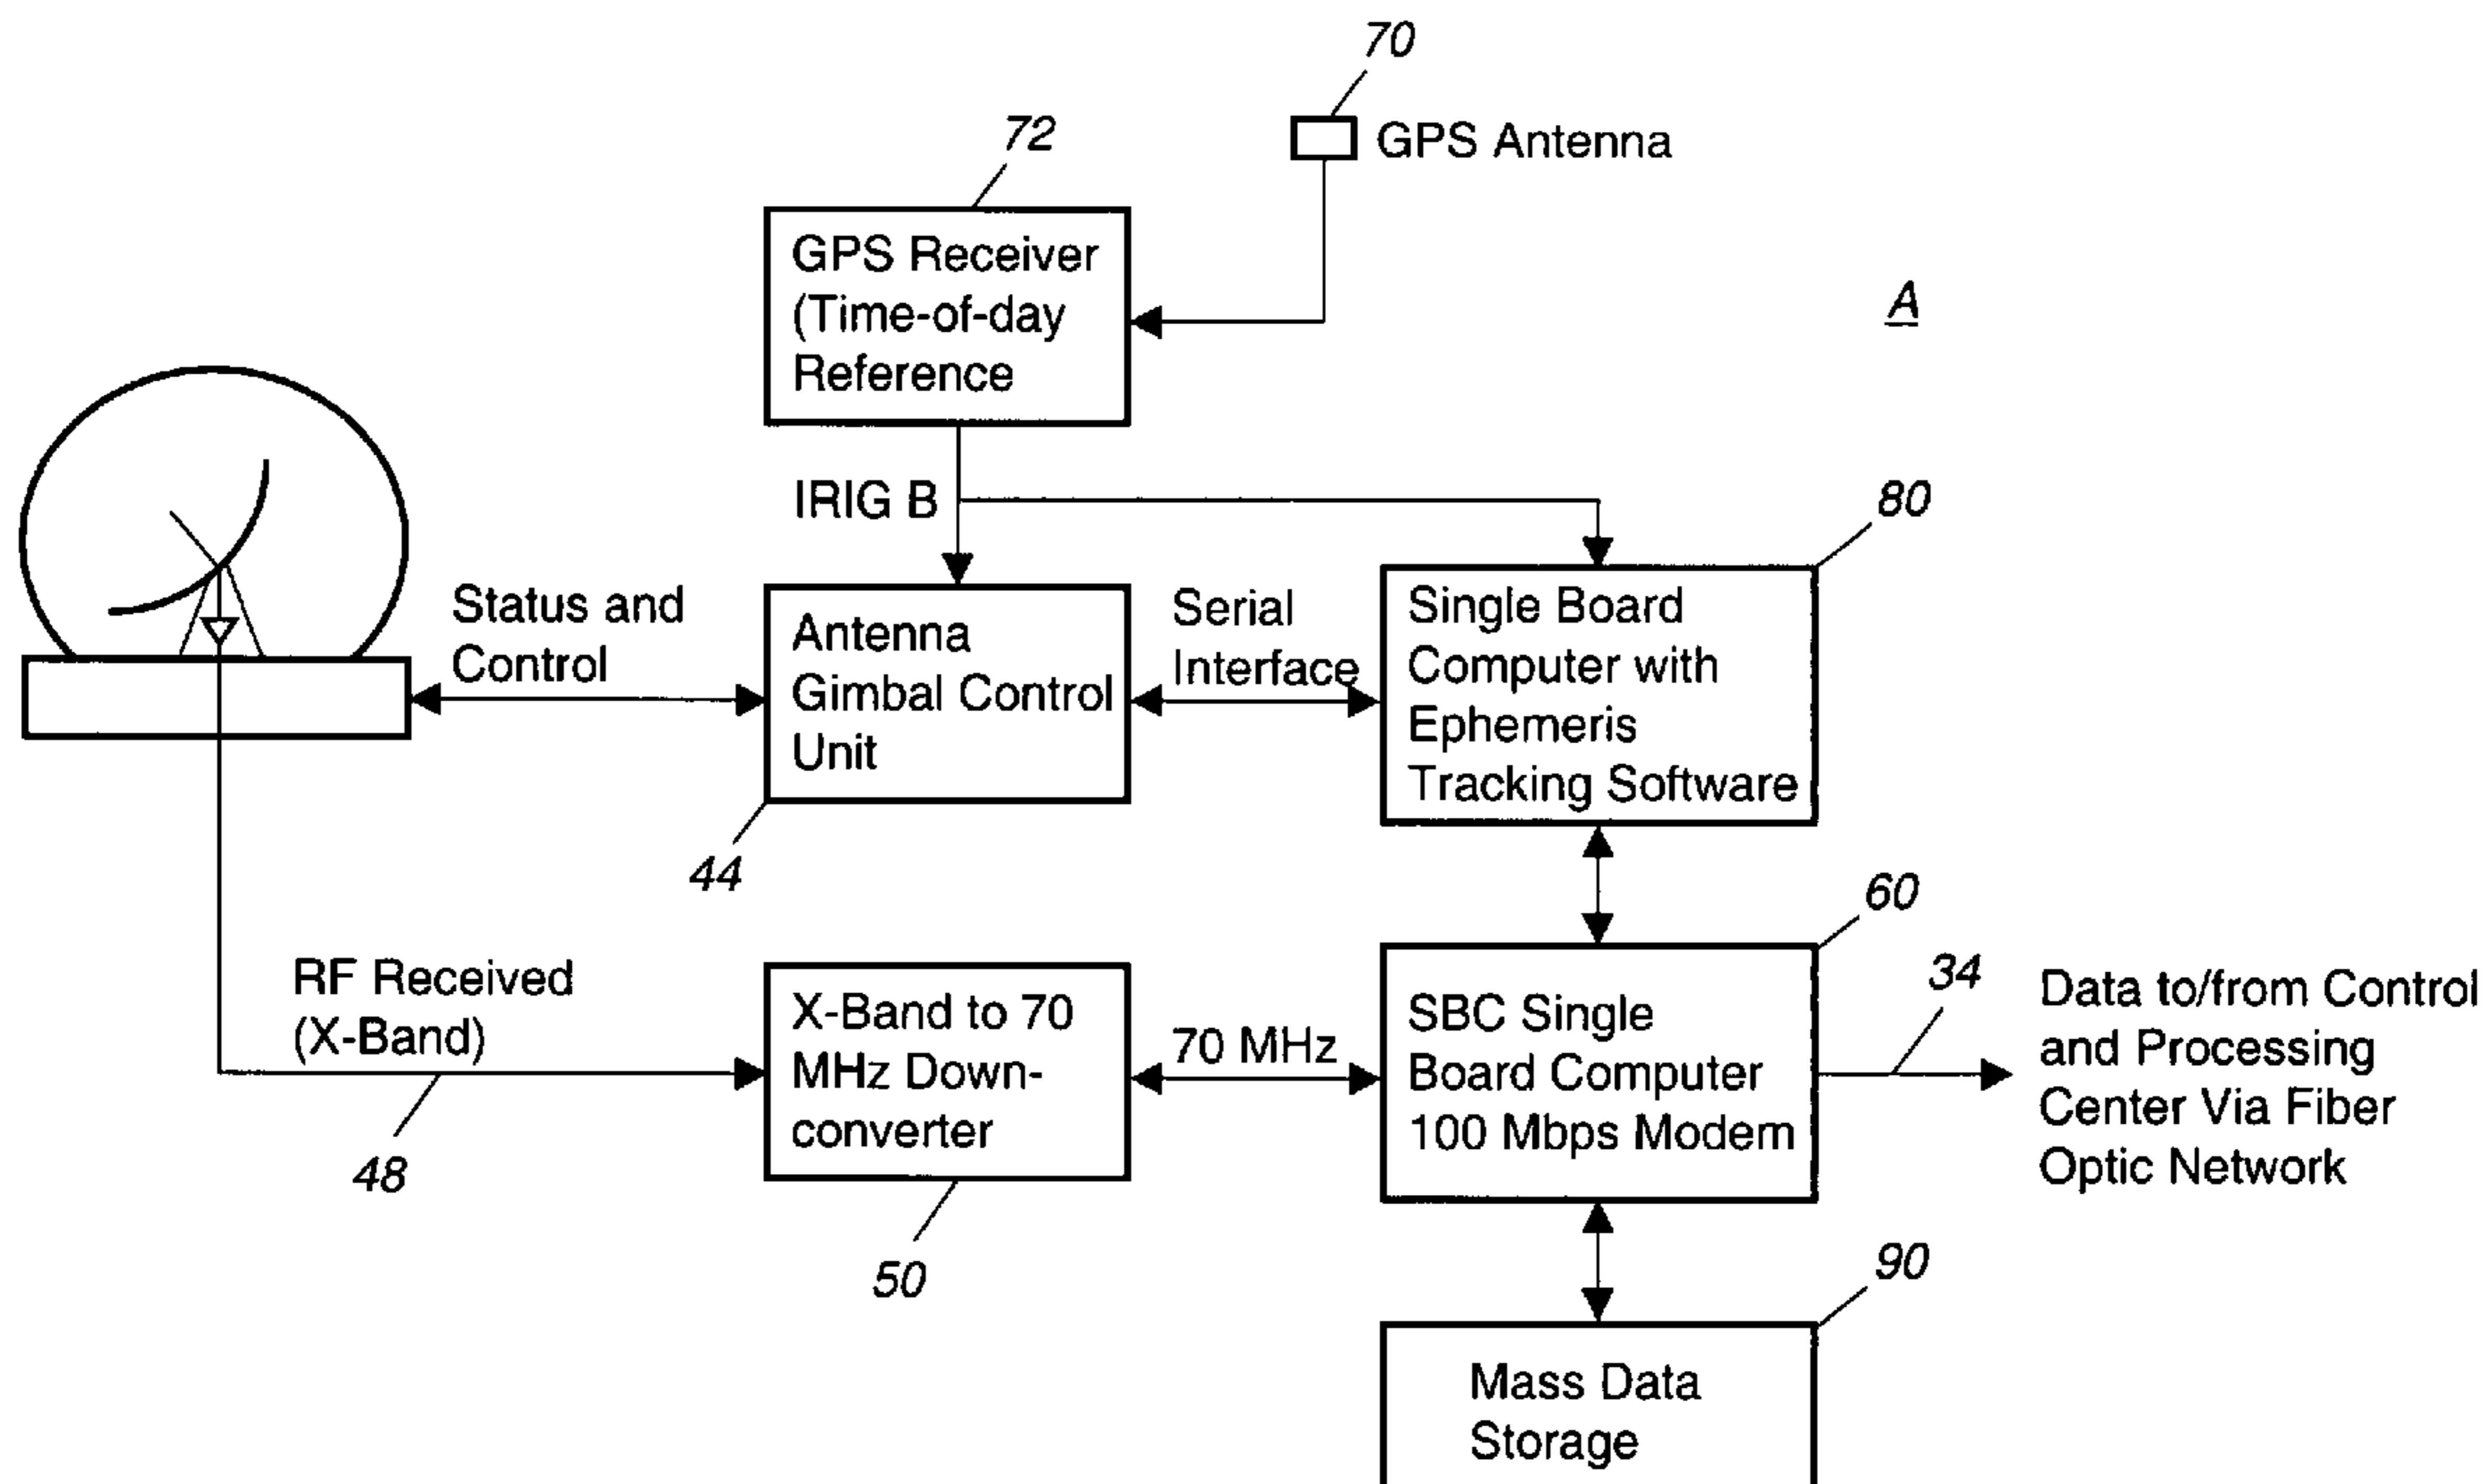 70
GPS Antenna
72
GPS Receiver
(Time-of-day
Reference
A
IRIG B
80
Status and
Control
Antenna
Gimbal Control
Unit
44
Serial
Interface
Single Board
Computer with
Ephemeris
Tracking Software
60
RF Received
(X-Band)
48
X-Band to 70
MHz Down-
converter
50
70 MHz
SBC Single
Board Computer
100 Mbps Modem
34
Data to/from Control
and Processing
Center Via Fiber
Optic Network
90
Mass Data
Storage